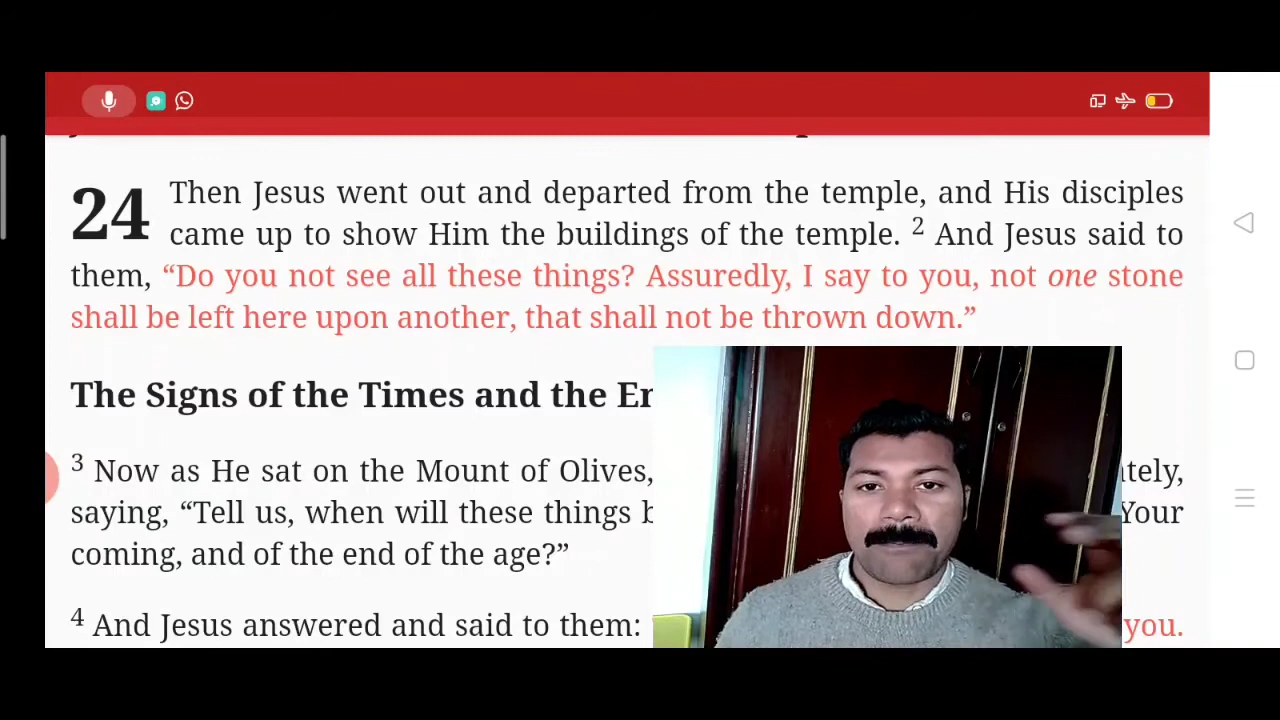 24 Then Jesus went out and departed from the temple, and His disciples
came up to show Him the buildings of the temple. 2 And Jesus said to
them, “Do you not see all these things? Assuredly, I say to you, not one stone
shall be left here upon another, that shall not be thrown down.”
The Signs of the Times and the
3 Now as He sat on the Mount of Olives,
saying, “Tell us, when will these things Your
coming, and of the end of the age?”
4 And Jesus answered and said to them: you.